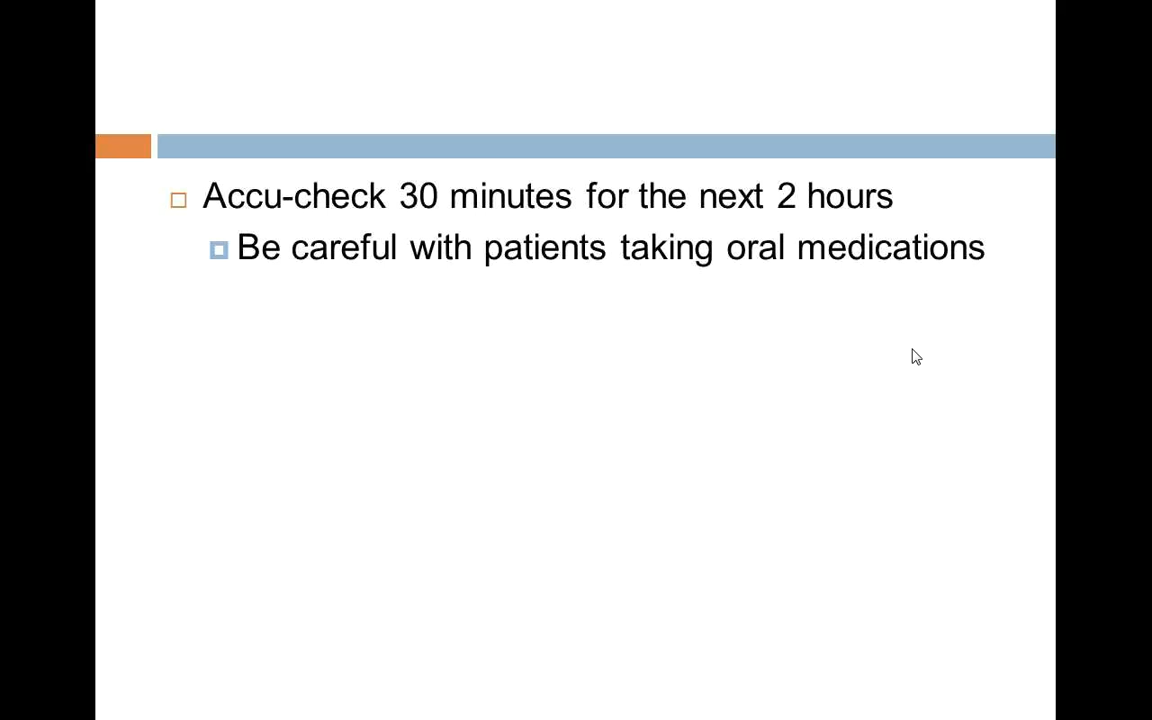 Accu-check 30 minutes for the next 2 hours
Be careful with patients taking oral medications